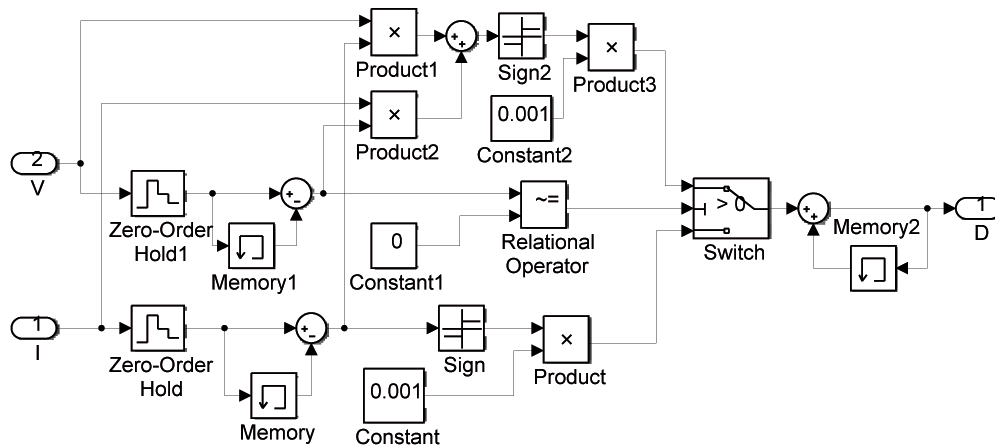 ×
Product1
+
+
Sign2
×
Product3
×
Product2
0.001
Constant2
2
V
Zero-Order
Hold1
+
-
Memory1
0
Constant1
~=
Relational
Operator
> 0
Switch
+
+
Memory2
1
D
1
I
Zero-Order
Hold
+
-
Memory
Sign
0.001
Constant
×
Product